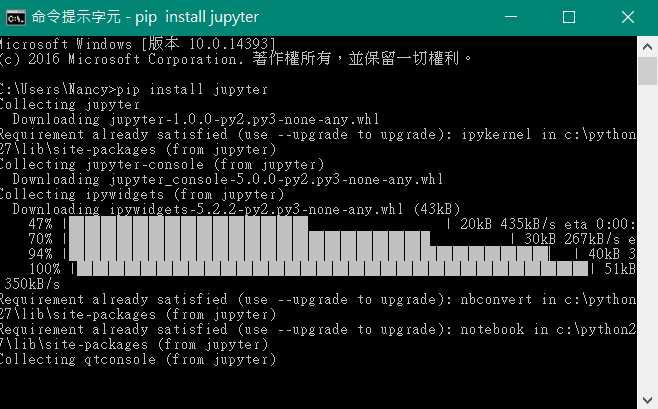 命令提示字元 - pip  install jupyter
Microsoft Windows [版本 10.0.14393]
(c) 2016 Microsoft Corporation. 著作權所有，並保留一切權利。
C:\Users\Nancy>pip install jupyter
Collecting jupyter
  Downloading jupyter-1.0.0-py2.py3-none-any.whl
Requirement already satisfied (use --upgrade to upgrade): ipykernel in c:\python
27\lib\site-packages (from jupyter)
Collecting jupyter-console (from jupyter)
  Downloading jupyter_console-5.0.0-py2.py3-none-any.whl
Collecting ipywidgets (from jupyter)
  Downloading ipywidgets-5.2.2-py2.py3-none-any.whl (43kB)
    47% | | 20kB 435kB/s eta 0:00:
    70% | | 30kB 267kB/s e
    94% | | 40kB 3
    100% | | 51kB
 350kB/s
Requirement already satisfied (use --upgrade to upgrade): nbconvert in c:\python
27\lib\site-packages (from jupyter)
Requirement already satisfied (use --upgrade to upgrade): notebook in c:\python2
7\lib\site-packages (from jupyter)
Collecting qtconsole (from jupyter)